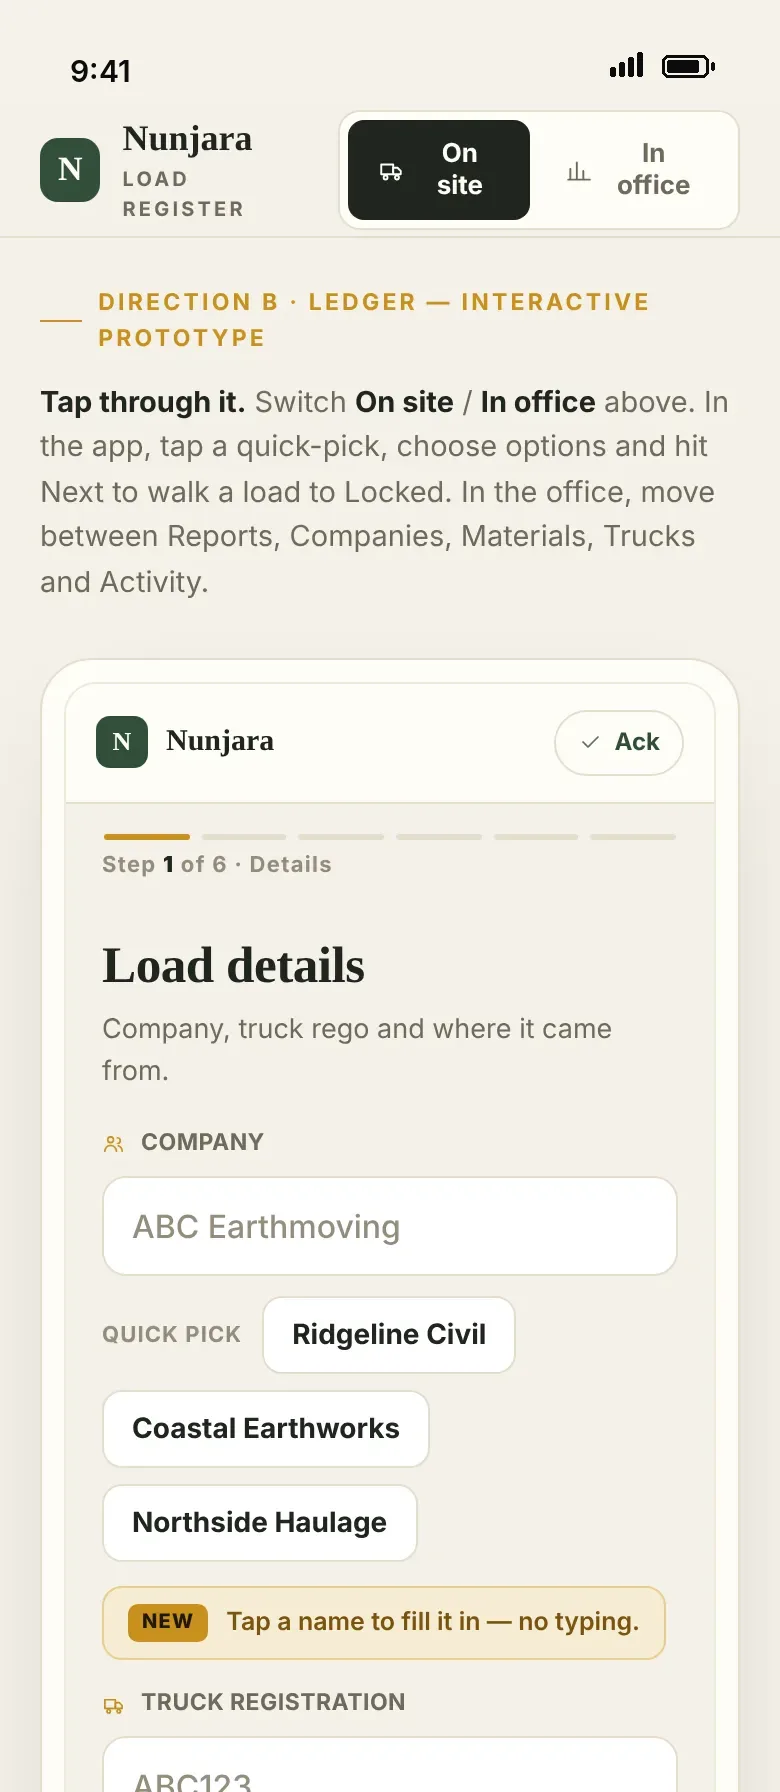 9:41
N
Nunjara
LOAD
REGISTER
On
site
In
office
DIRECTION B · LEDGER — INTERACTIVE
PROTOTYPE
Tap through it. Switch On site / In office above. In
the app, tap a quick-pick, choose options and hit
Next to walk a load to Locked. In the office, move
between Reports, Companies, Materials, Trucks
and Activity.
N
Nunjara
Ack
Step 1 of 6 · Details
Load details
Company, truck rego and where it came
from.
COMPANY
ABC Earthmoving
QUICK PICK
Ridgeline Civil
Coastal Earthworks
Northside Haulage
NEW Tap a name to fill it in — no typing.
TRUCK REGISTRATION
ABC123